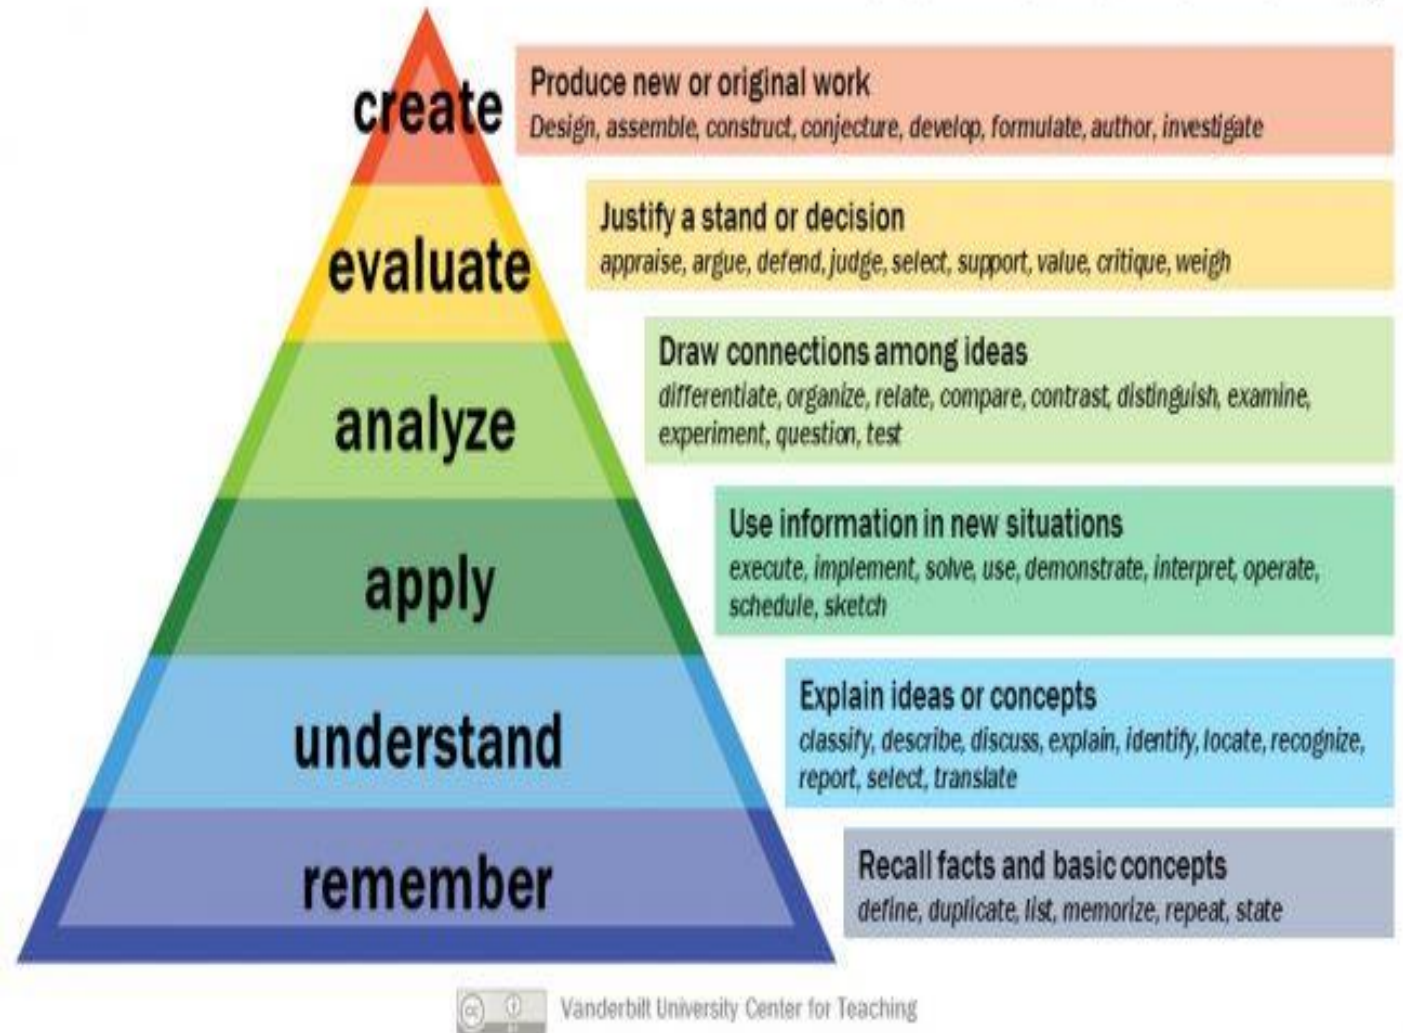 create
Produce new or original work
Design, assemble, construct, conjecture, develop, formulate, author, investigate
evaluate
Justify a stand or decision
appraise, argue, defend, judge, select, support, value, critique, weigh
analyze
Draw connections among ideas
differentiate, organize, relate, compare, contrast, distinguish, examine,
experiment, question, test
apply
Use information in new situations
execute, implement, solve, use, demonstrate, interpret, operate,
schedule, sketch
understand
Explain ideas or concepts
classify, describe, discuss, explain, identify, locate, recognize,
report, select, translate
remember
Recall facts and basic concepts
define, duplicate, list, memorize, repeat, state
cc
Vanderbilt University Center for Teaching